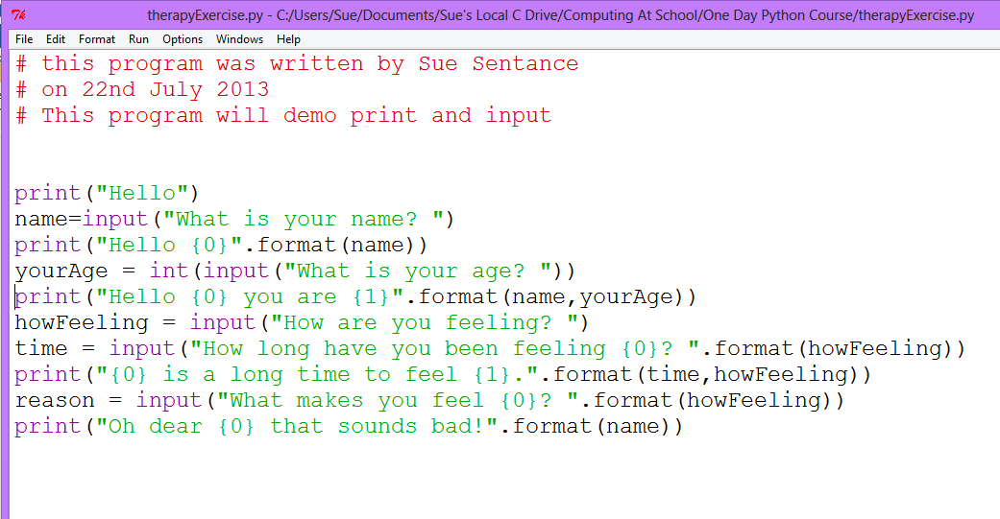 therapyExercise.py - C:/Users/Sue/Documents/Sue's Local C Drive/Computing At School/One Day Python Course/therapyExercise.py
File Edit Format Run Options Windows Help
# this program was written by Sue Sentance
# on 22nd July 2013
# This program will demo print and input
print("Hello")
name=input("What is your name? ")
print("Hello {0}".format(name))
yourAge = int(input("What is your age? "))
print("Hello {0} you are {1}".format(name,yourAge))
howFeeling = input("How are you feeling? ")
time = input("How long have you been feeling {0}? ".format(howFeeling))
print("{0} is a long time to feel {1}.".format(time,howFeeling))
reason = input("What makes you feel {0}? ".format(howFeeling))
print("Oh dear {0} that sounds bad!".format(name))